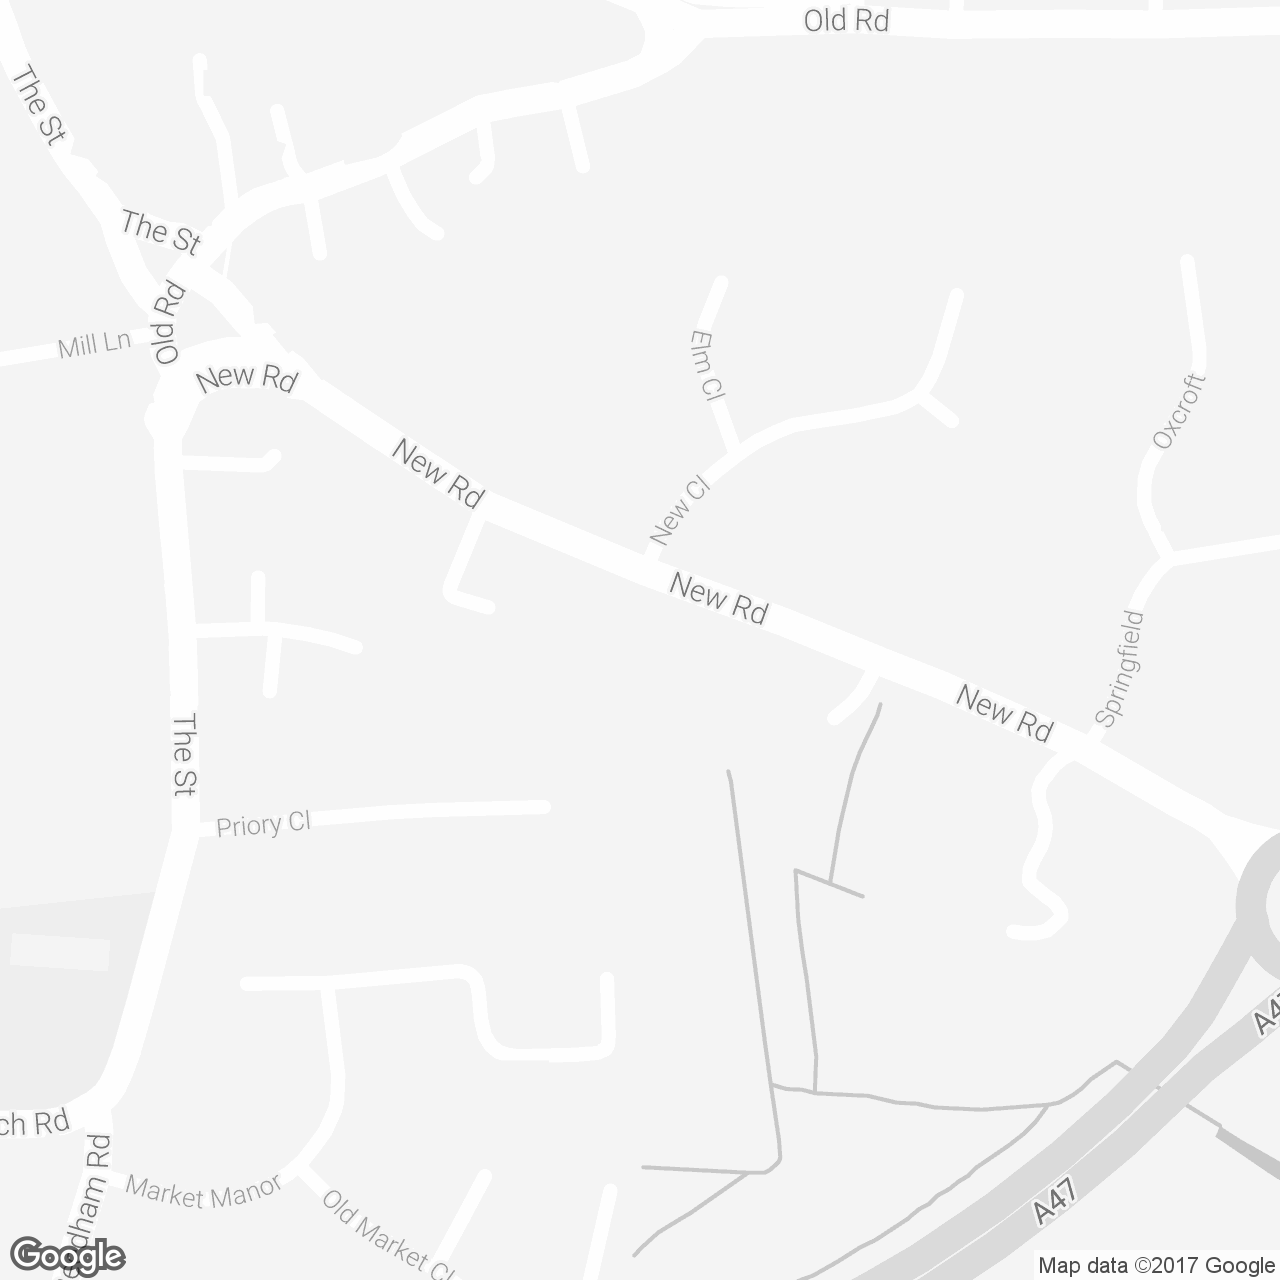 Old Rd
The St
The St
Old Rd
Mill Ln
New Rd
Elm Cl
Oxcroft
New Rd
New Cl
New Rd
Springfield
New Rd
The St
Priory Cl
A47
ch Rd
dham Rd
Market Manor
Old Market Cl
A47
Google
Map data ©2017 Google